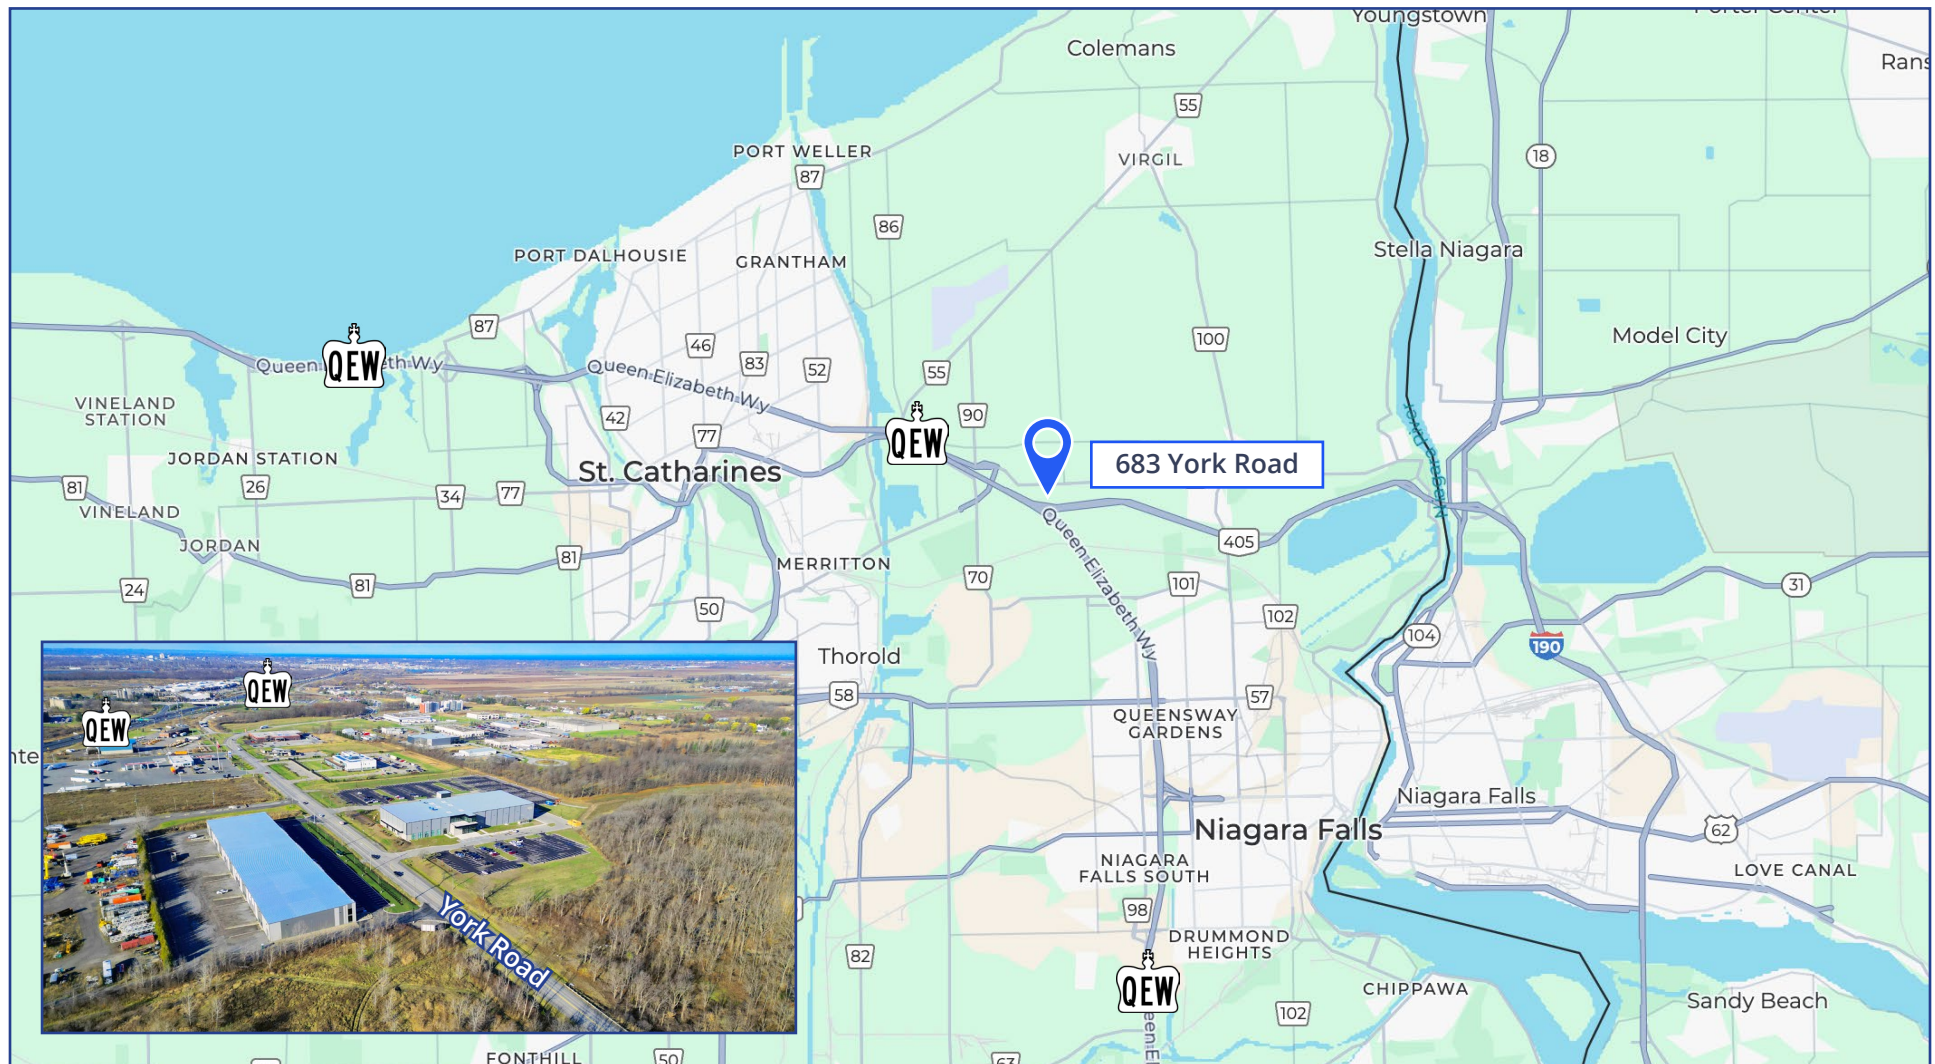 Youngstown
Colemans
55
PORT WELLER
87
VIRGIL
18
86
PORT DALHOUSIE
GRANTHAM
Stella Niagara
87
46
83
52
55
100
Model City
Queen
QEW
eth Wy
Queen Elizabeth Wy
VINELAND
STATION
42
77
QEW
90
683 York Road
Niagara River
JORDAN STATION
St. Catharines
81
26
34
77
VINELAND
JORDAN
81
Queen Elizabeth Wy
405
MERRITTON
24
81
50
70
101
102
31
104
190
Thorold
58
57
QUEENSWAY
GARDENS
QEW
QEW
Niagara Falls
Niagara Falls
62
NIAGARA
FALLS SOUTH
LOVE CANAL
98
York Road
82
DRUMMOND
HEIGHTS
QEW
CHIPPAWA
Sandy Beach
102
FONTHILL
50
63